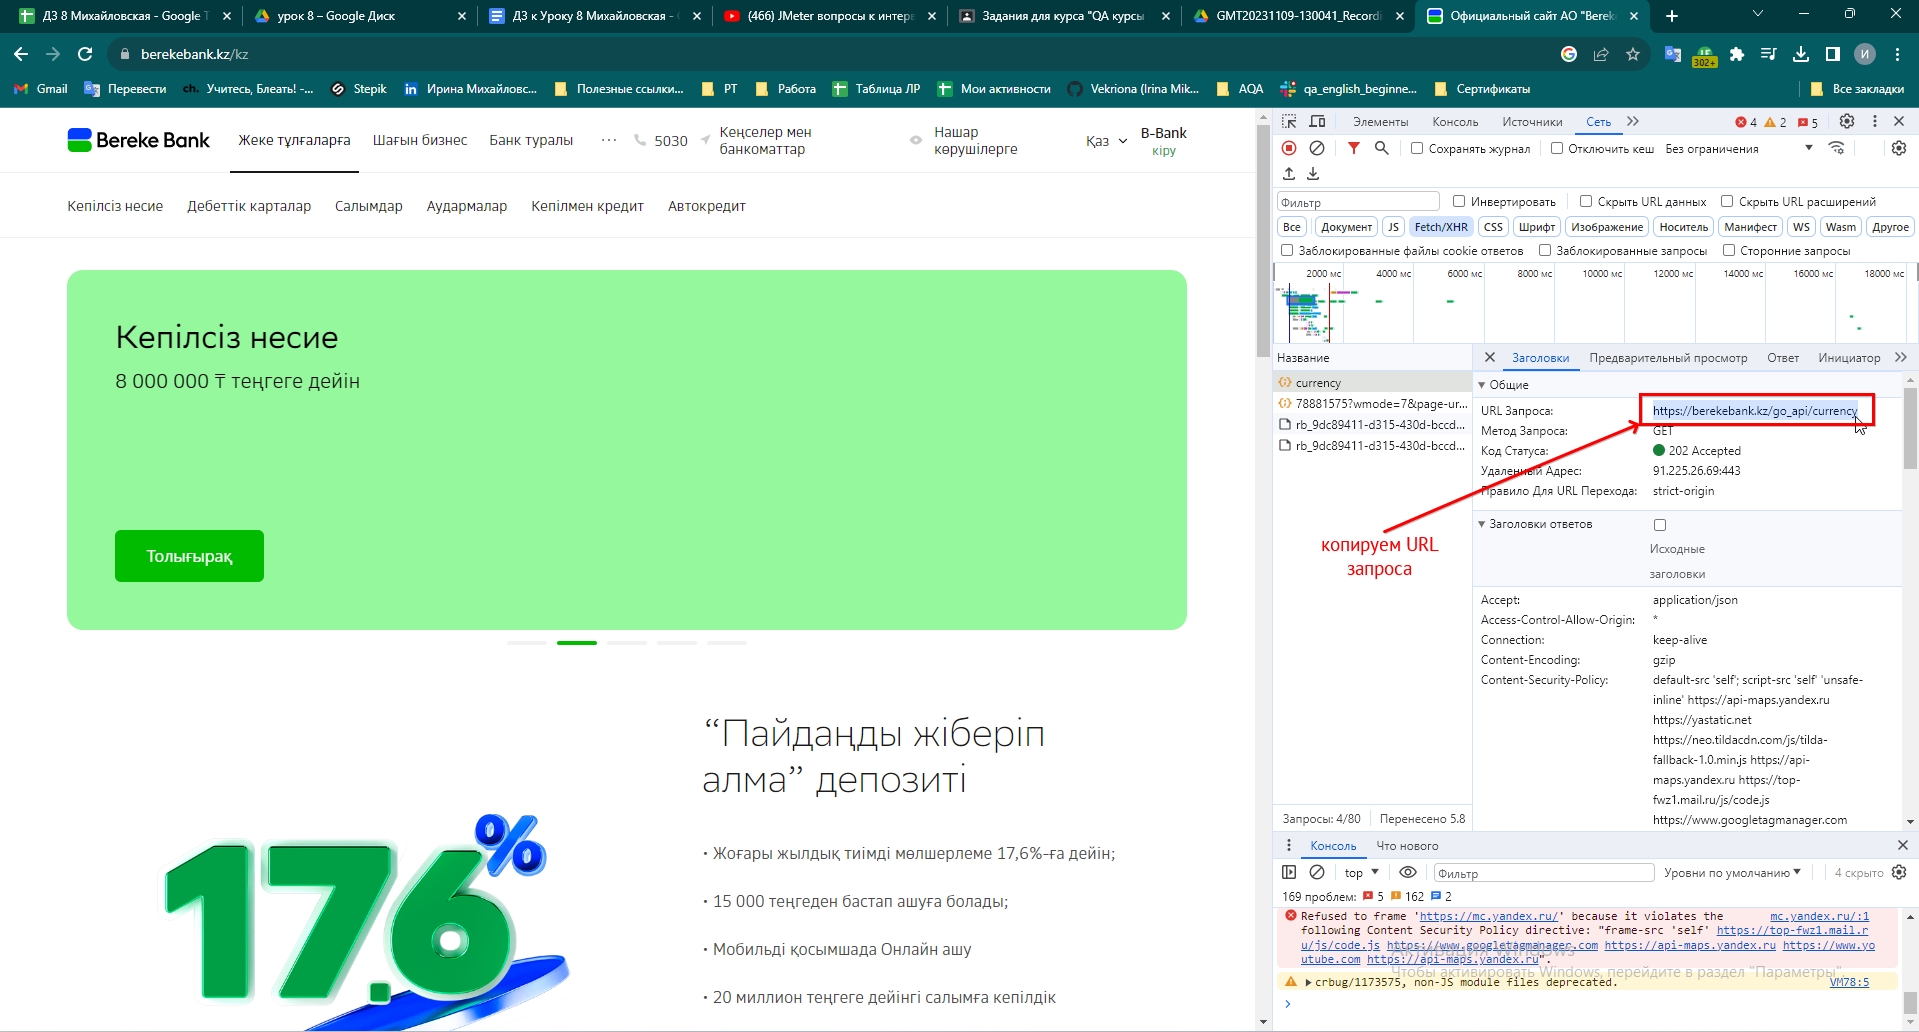 ДЗ 8 Михайловская - Google Т
урок 8 – Google Диск
ДЗ к Уроку 8 Михайловская -
(466) JMeter вопросы к интер
Задания для курса "QA курсы
GMT20231109-130041_Recordi
Официальный сайт АО "Berek
berekebank.kz/kz
302+
И
Gmail
Перевести
ch. Учитесь, Блеать! -...
Stepik
Ирина Михайловс...
Полезные ссылки...
PT
Работа
Таблица ЛР
Мои активности
Vekriona (Irina Mik...
AQA
qa_english_beginne...
Сертификаты
Все закладки
Bereke Bank
Жеке тұлғаларға
Шағын бизнес
Банк туралы
...
5030
Кеңселер мен
банкоматтар
Нашар
көрушілерге
Қаз
B-Bank
кіру
Кепілсіз несие
Дебеттік карталар
Салымдар
Аудармалар
Кепілмен кредит
Автокредит
Кепілсіз несие
8 000 000 ₸ теңгеге дейін
Толығырақ
“Пайдаңды жіберіп
алма” депозиті
17.6%
• Жоғары жылдық тиімді мөлшерлеме 17,6%-ға дейін;
• 15 000 теңгеден бастап ашуға болады;
• Мобильді қосымшада Онлайн ашу
• 20 миллион теңгеге дейінгі салымға кепілдік
Элементы
Консоль
Источники
Сеть
4
2
5
Сохранять журнал
Отключить кеш
Без ограничения
Фильтр
Инвертировать
Скрыть URL данных
Скрыть URL расширений
Все
Документ
JS
Fetch/XHR
CSS
Шрифт
Изображение
Носитель
Манифест
WS
Wasm
Другое
Заблокированные файлы cookie ответов
Заблокированные запросы
Сторонние запросы
2000 мс
4000 мс
6000 мс
8000 мс
10000 мс
12000 мс
14000 мс
16000 мс
18000 мс
Название
currency
78881575?wmode=7&page-ur...
rb_9dc89411-d315-430d-bccd...
rb_9dc89411-d315-430d-bccd...
копируем URL
запроса
Запросы: 4/80
Перенесено 5.8
Заголовки
Предварительный просмотр
Ответ
Инициатор
Общие
URL Запроса: https://berekebank.kz/go_api/currency
Метод Запроса: GET
Код Статуса: 202 Accepted
Удаленный Адрес: 91.225.26.69:443
Правило Для URL Перехода: strict-origin
Заголовки ответов
Исходные
заголовки
Accept: application/json
Access-Control-Allow-Origin: *
Connection: keep-alive
Content-Encoding: gzip
Content-Security-Policy: default-src 'self'; script-src 'self' 'unsafe-
inline' https://api-maps.yandex.ru
https://yastatic.net
https://neo.tildacdn.com/js/tilda-
fallback-1.0.min.js https://api-
maps.yandex.ru https://top-
fwz1.mail.ru/js/code.js
https://www.googletagmanager.com
Консоль
Что нового
top
Фильтр
Уровни по умолчанию
4 скрыто
169 проблем: 5 162 2
Refused to frame 'https://mc.yandex.ru/' because it violates the mc.yandex.ru/:1
following Content Security Policy directive: "frame-src 'self' https://top-fwz1.mail.r
u/js/code.js https://www.googletagmanager.com https://api-maps.yandex.ru https://www.yo
utube.com https://api-maps.yandex.ru".
Активация Windows
Чтобы активировать Windows, перейдите в раздел "Параметры".
crbug/1173575, non-JS module files deprecated. VM78:5